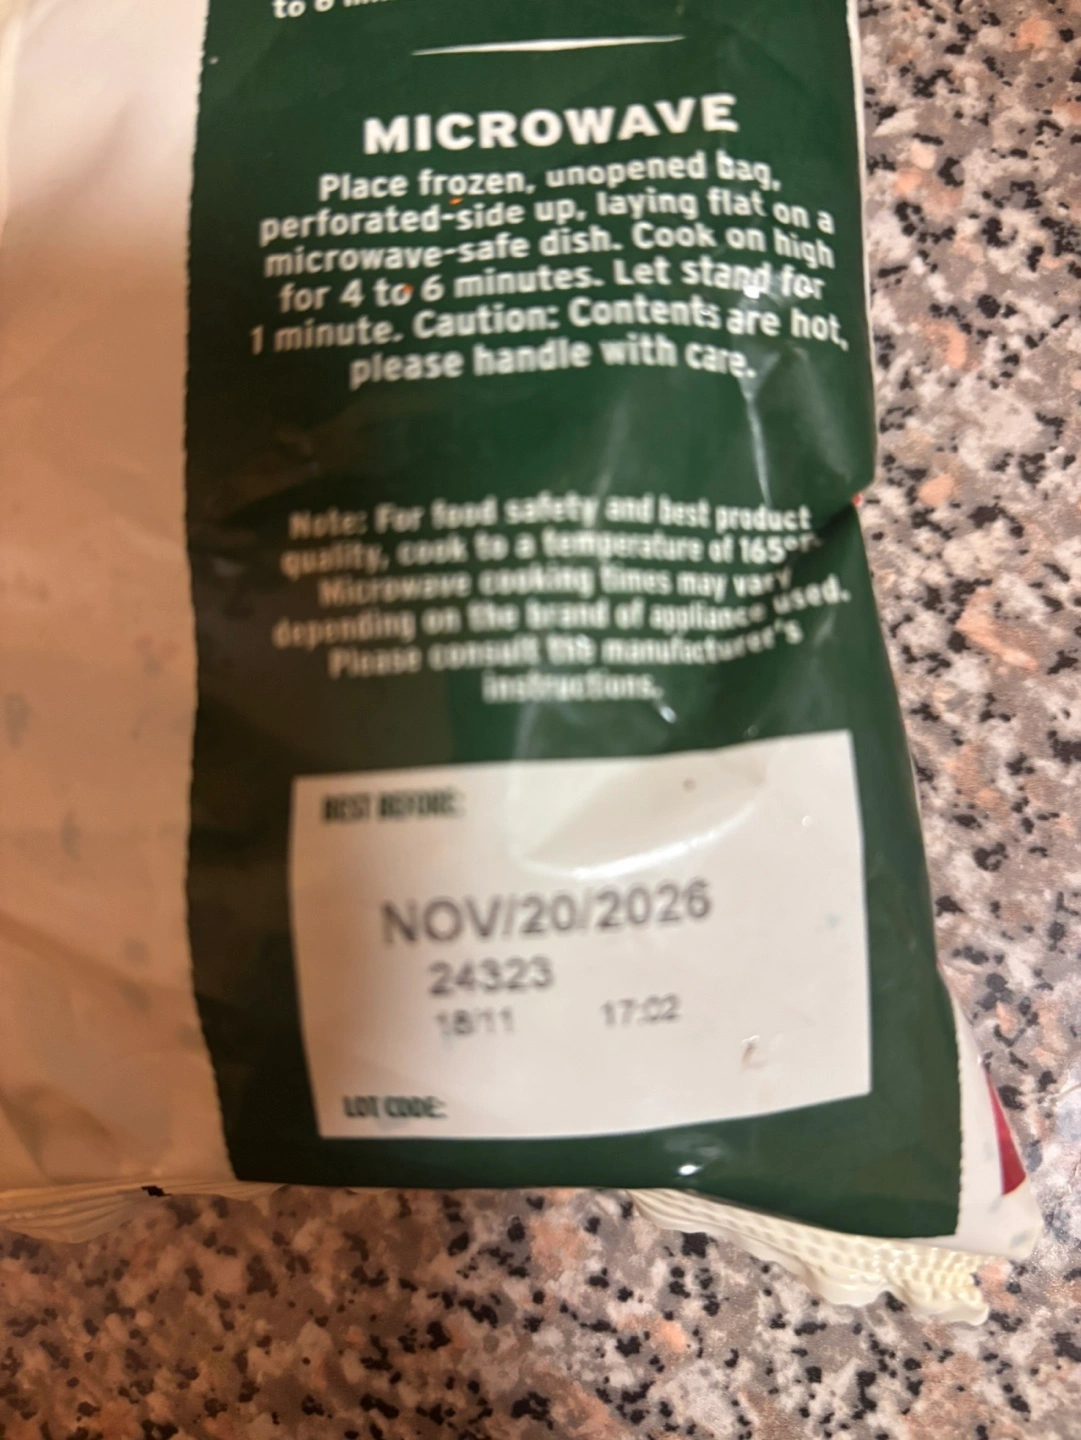 to 6
MICROWAVE
Place frozen, unopened bag,
perforated-side up, laying flat on a
microwave-safe dish. Cook on high
for 4 to 6 minutes. Let stand for
1 minute. Caution: Contents are hot,
please handle with care.
Note: For food safety and best product
quality, cook to a temperature of 165°F.
Microwave cooking times may vary
depending on the brand of appliance used.
Please consult the manufacturer's
instructions.
BEST BEFORE:
NOV/20/2026
24323
18/11 17:02
LOT CODE: